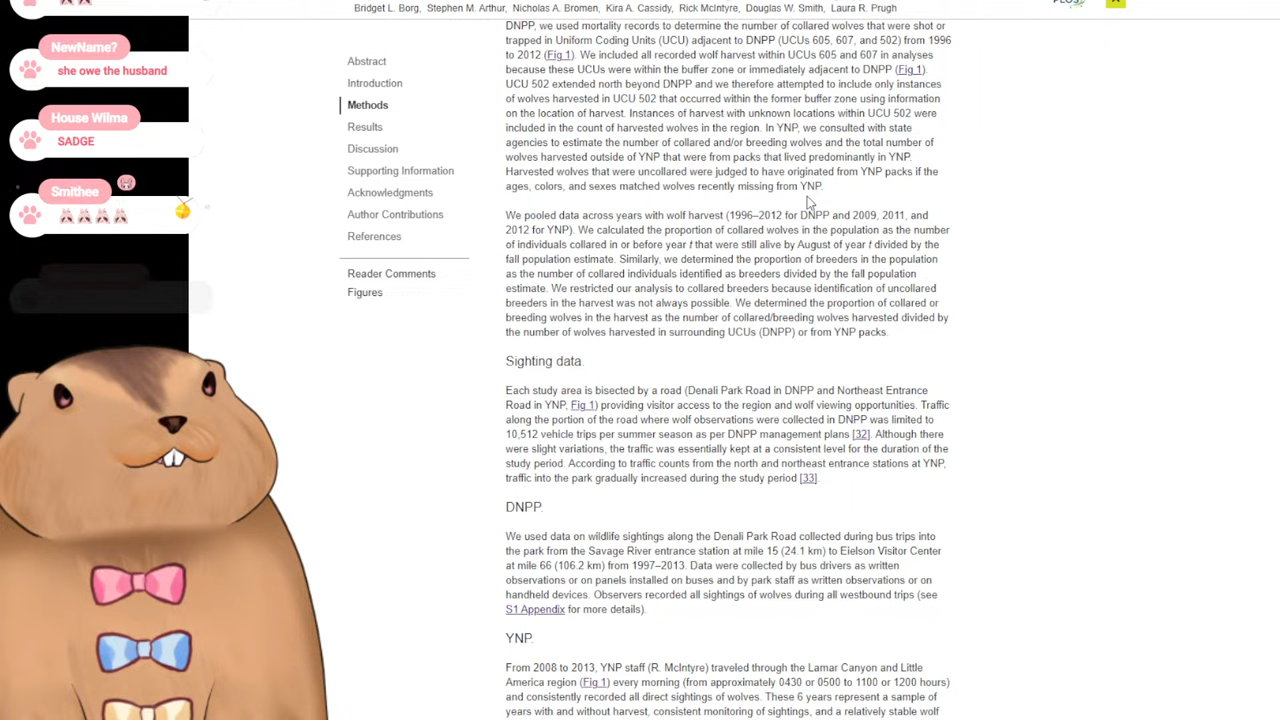 Bridget L. Borg, Stephen M. Arthur, Nicholas A. Bromen, Kira A. Cassidy, Rick McIntyre, Douglas W. Smith, Laura R. Prugh
PLOS
NewName?
she owe the husband
House Wilma
SADGE
Smithee
Abstract
Introduction
Methods
Results
Discussion
Supporting Information
Acknowledgments
Author Contributions
References
Reader Comments
Figures
DNPP, we used mortality records to determine the number of collared wolves that were shot or
trapped in Uniform Coding Units (UCU) adjacent to DNPP (UCUs 605, 607, and 502) from 1996
to 2012 (Fig 1). We included all recorded wolf harvest within UCUs 605 and 607 in analyses
because these UCUs were within the buffer zone or immediately adjacent to DNPP (Fig 1).
UCU 502 extended north beyond DNPP and we therefore attempted to include only instances
of wolves harvested in UCU 502 that occurred within the former buffer zone using information
on the location of harvest. Instances of harvest with unknown locations within UCU 502 were
included in the count of harvested wolves in the region. In YNP, we consulted with state
agencies to estimate the number of collared and/or breeding wolves and the total number of
wolves harvested outside of YNP that were from packs that lived predominantly in YNP.
Harvested wolves that were uncollared were judged to have originated from YNP packs if the
ages, colors, and sexes matched wolves recently missing from YNP.
We pooled data across years with wolf harvest (1996–2012 for DNPP and 2009, 2011, and
2012 for YNP). We calculated the proportion of collared wolves in the population as the number
of individuals collared in or before year t that were still alive by August of year t divided by the
fall population estimate. Similarly, we determined the proportion of breeders in the population
as the number of collared individuals identified as breeders divided by the fall population
estimate. We restricted our analysis to collared breeders because identification of uncollared
breeders in the harvest was not always possible. We determined the proportion of collared or
breeding wolves in the harvest as the number of collared/breeding wolves harvested divided by
the number of wolves harvested in surrounding UCUs (DNPP) or from YNP packs.
Sighting data.
Each study area is bisected by a road (Denali Park Road in DNPP and Northeast Entrance
Road in YNP, Fig 1) providing visitor access to the region and wolf viewing opportunities. Traffic
along the portion of the road where wolf observations were collected in DNPP was limited to
10,512 vehicle trips per summer season as per DNPP management plans [32]. Although there
were slight variations, the traffic was essentially kept at a consistent level for the duration of the
study period. According to traffic counts from the north and northeast entrance stations at YNP,
traffic into the park gradually increased during the study period [33].
DNPP.
We used data on wildlife sightings along the Denali Park Road collected during bus trips into
the park from the Savage River entrance station at mile 15 (24.1 km) to Eielson Visitor Center
at mile 66 (106.2 km) from 1997–2013. Data were collected by bus drivers as written
observations or on panels installed on buses and by park staff as written observations or on
handheld devices. Observers recorded all sightings of wolves during all westbound trips (see
S1 Appendix for more details).
YNP.
From 2008 to 2013, YNP staff (R. McIntyre) traveled through the Lamar Canyon and Little
America region (Fig 1) every morning (from approximately 0430 or 0500 to 1100 or 1200 hours)
and consistently recorded all direct sightings of wolves. These 6 years represent a sample of
years with and without harvest, consistent monitoring of sightings, and a relatively stable wolf